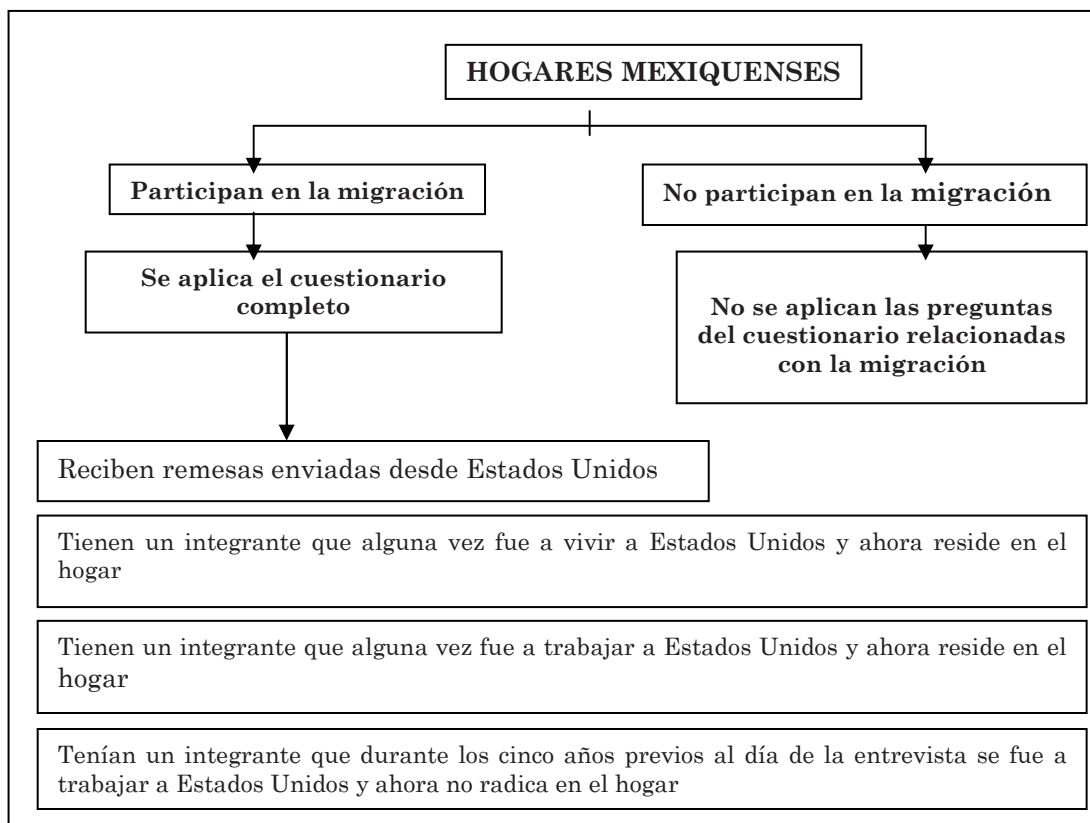 HOGARES MEXIQUENSES
Participan en la migración
No participan en la migración
Se aplica el cuestionario
completo
No se aplican las preguntas
del cuestionario relacionadas
con la migración
Reciben remesas enviadas desde Estados Unidos
Tienen un integrante que alguna vez fue a vivir a Estados Unidos y ahora reside en el
hogar
Tienen un integrante que alguna vez fue a trabajar a Estados Unidos y ahora reside en el
hogar
Tenían un integrante que durante los cinco años previos al día de la entrevista se fue a
trabajar a Estados Unidos y ahora no radica en el hogar